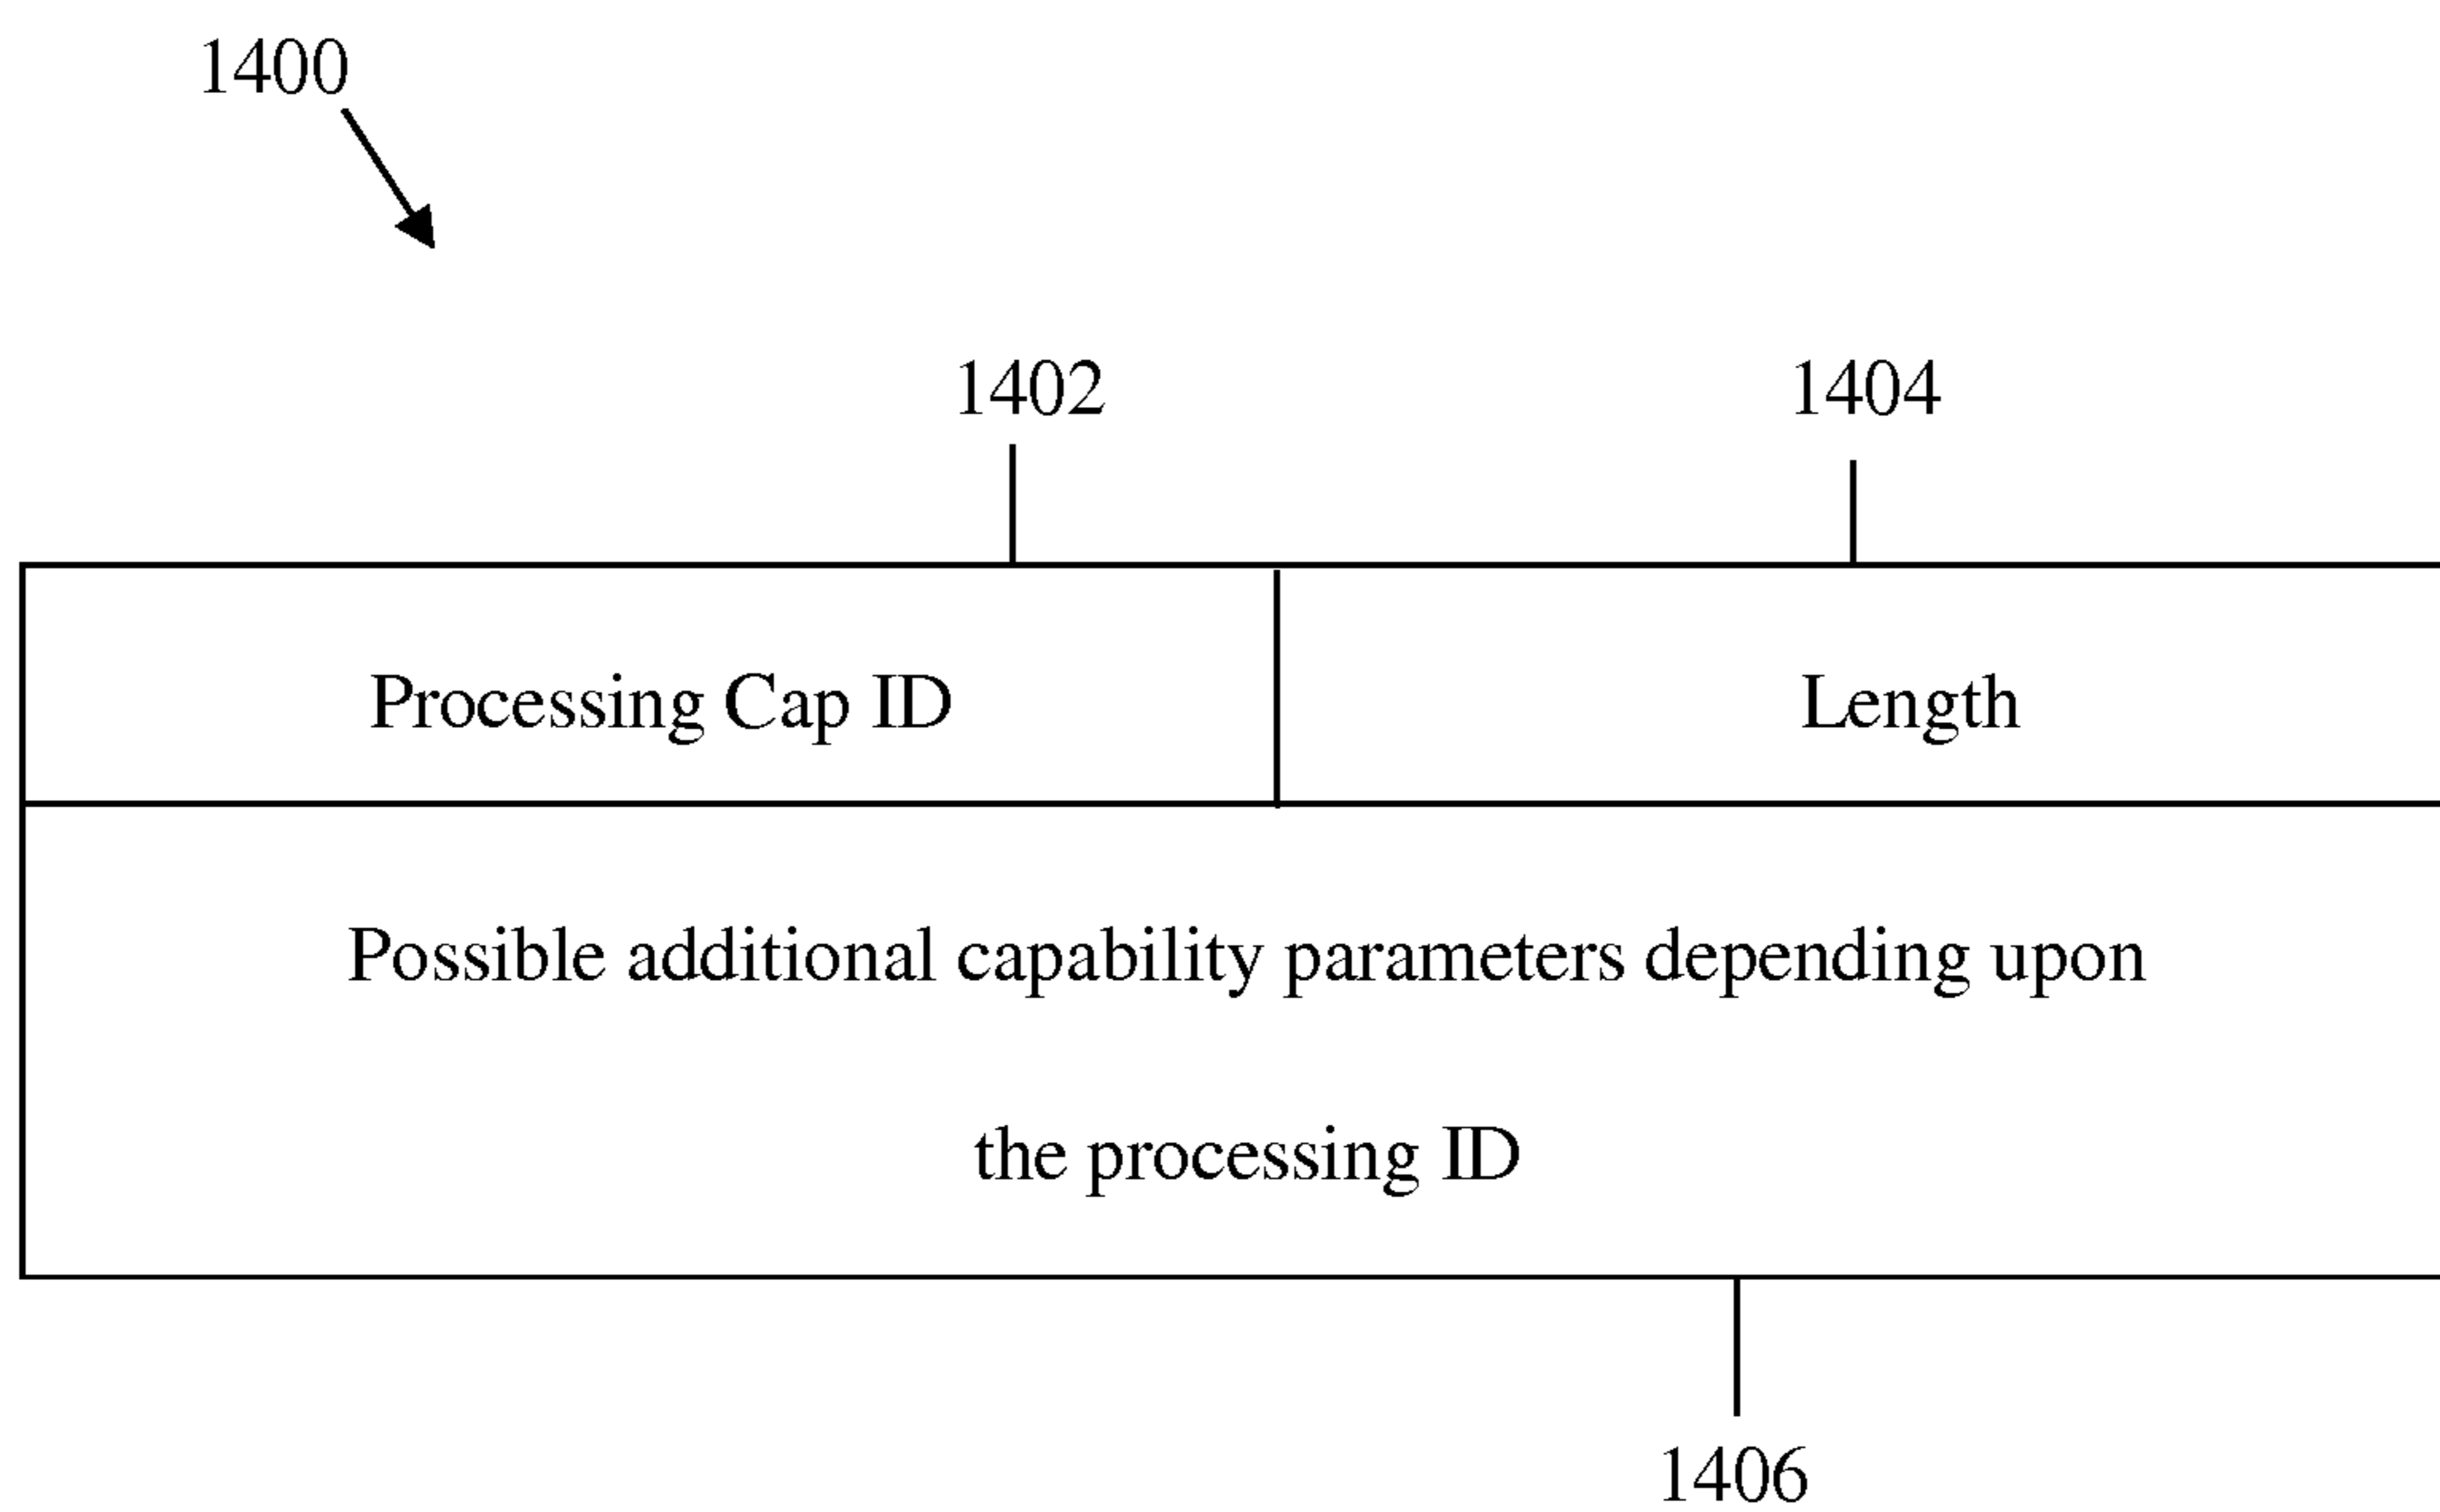 1400
1402 1404
Processing Cap ID Length
Possible additional capability parameters depending upon
the processing ID
1406